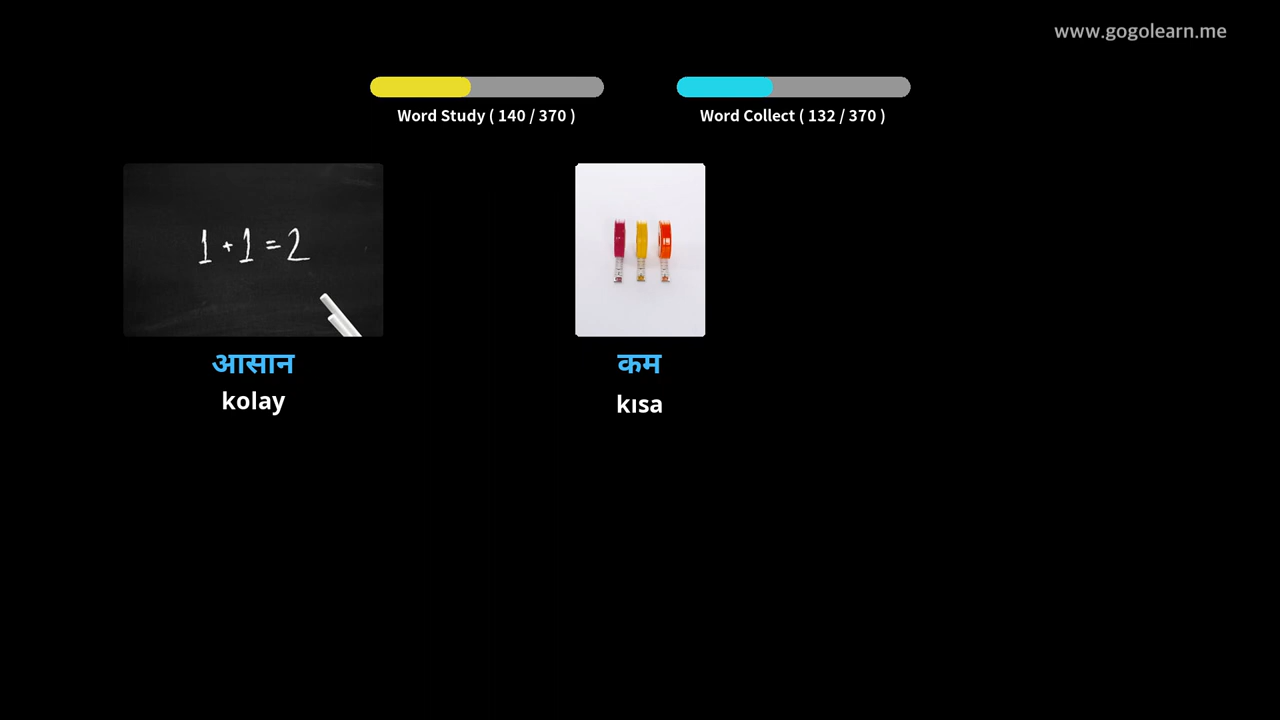 www.gogolearn.me
Word Study ( 140 / 370 )
Word Collect ( 132 / 370 )
1 + 1 = 2
आसान
kolay
कम
kısa